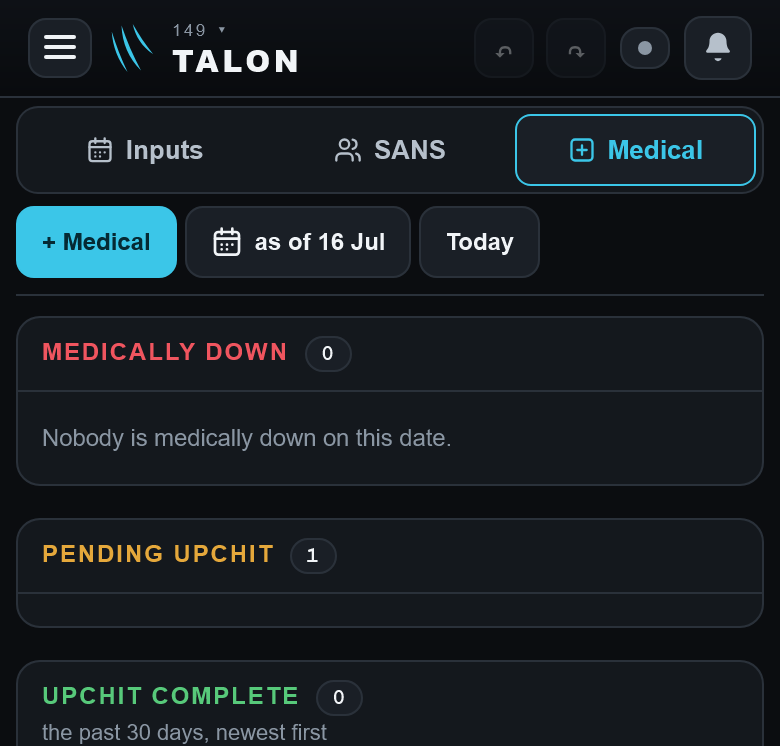 149 ▾
TALON
Inputs
SANS
Medical
+ Medical
as of 16 Jul
Today
MEDICALLY DOWN 0
Nobody is medically down on this date.
PENDING UPCHIT 1
UPCHIT COMPLETE 0
the past 30 days, newest first